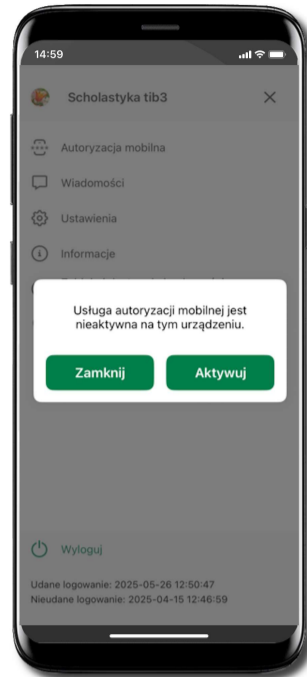 14:59
Scholastyka tib3
Autoryzacja mobilna
Wiadomości
Ustawienia
Informacje
Usługa autoryzacji mobilnej jest
nieaktywna na tym urządzeniu.
Zamknij
Aktywuj
Wyloguj
Udane logowanie: 2025-05-26 12:50:47
Nieudane logowanie: 2025-04-15 12:46:59